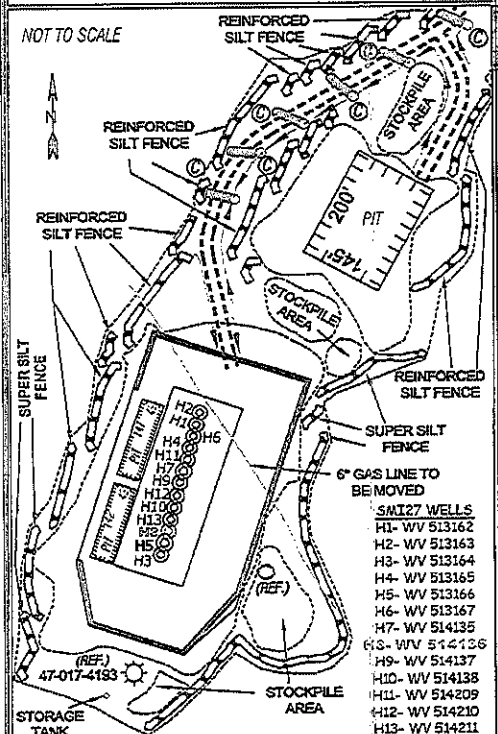 NOT TO SCALE
REINFORCED
SILT FENCE
C
N
STOCKPILE
AREA
REINFORCED
SILT FENCE
C
C
C
C
200'
PIT
145'
REINFORCED
SILT FENCE
STOCKPILE
AREA
REINFORCED
SILT FENCE
SUPER SILT
FENCE
SUPER SILT
FENCE
6" GAS LINE TO
BE MOVED
PIT
PIT
H2
H1
H6
H4
H11
H7
H9
H12
H10
H13
H5
H3
SMI27 WELLS
H1- WV 513162
H2- WV 513163
H3- WV 513164
H4- WV 513165
H5- WV 513166
H6- WV 513167
H7- WV 514135
H8- WV 514136
H9- WV 514137
H10- WV 514138
H11- WV 514209
H12- WV 514210
H13- WV 514211
(REF.)
(REF.)
47-017-4193
STOCKPILE
AREA
STORAGE
TANK